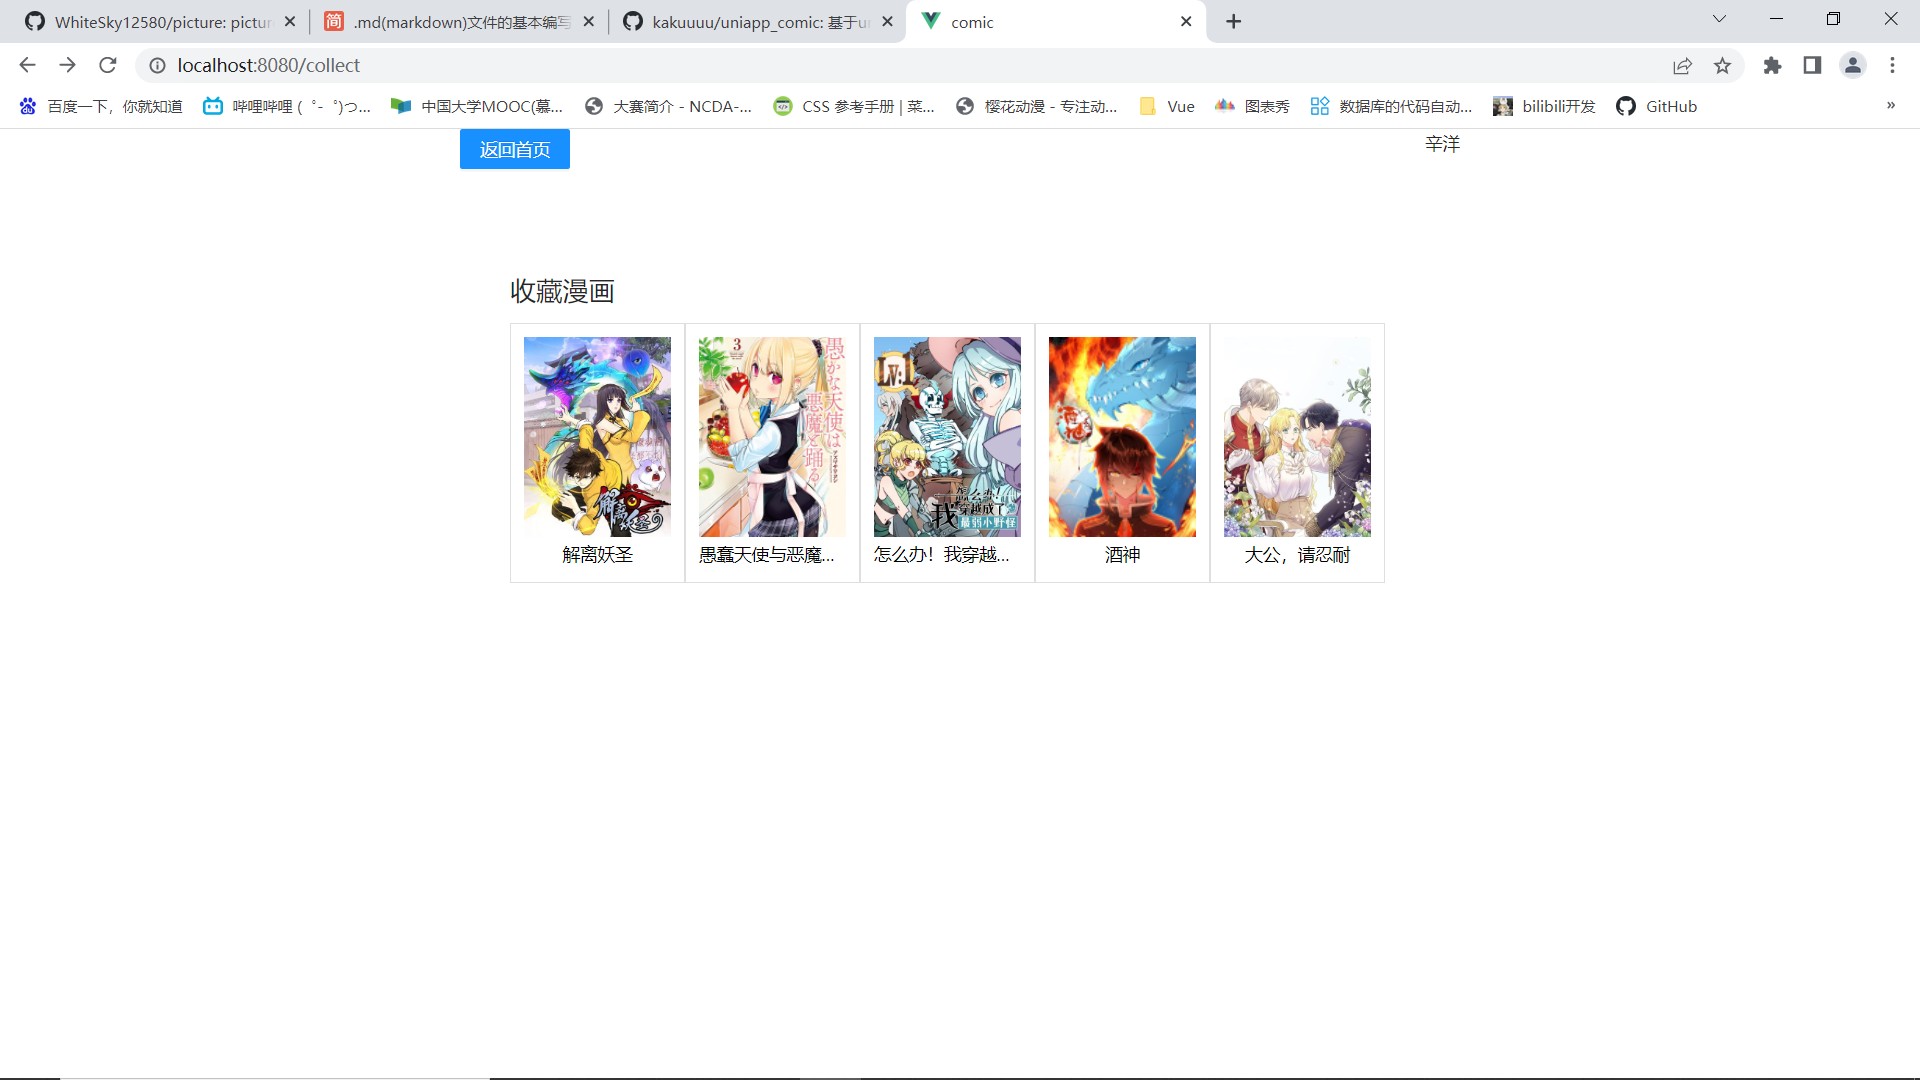 WhiteSky12580/picture: pictur
.md(markdown)文件的基本编写
kakuuuu/uniapp_comic: 基于un
comic
localhost:8080/collect
百度一下，你就知道
哔哩哔哩 ( ゜- ゜)つ...
中国大学MOOC(慕...
大赛简介 - NCDA-...
CSS 参考手册 | 菜...
樱花动漫 - 专注动...
Vue
图表秀
数据库的代码自动...
bilibili开发
GitHub
»
返回首页
辛洋
收藏漫画
解离妖圣
3
愚かな天使は
悪魔と踊る
LV:1
怎么办!
我穿越成了
最弱小野怪
解离妖圣
愚蠢天使与恶魔...
怎么办！我穿越...
酒神
大公，请忍耐